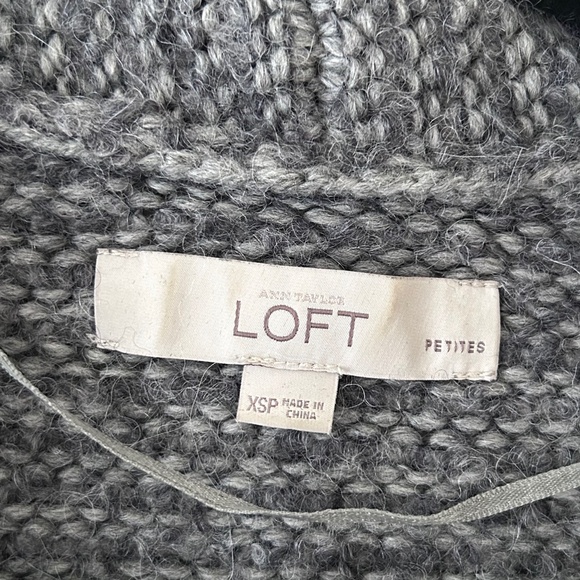 ANN TAYLOR
LOFT
PETITES
XSP MADE IN
CHINA